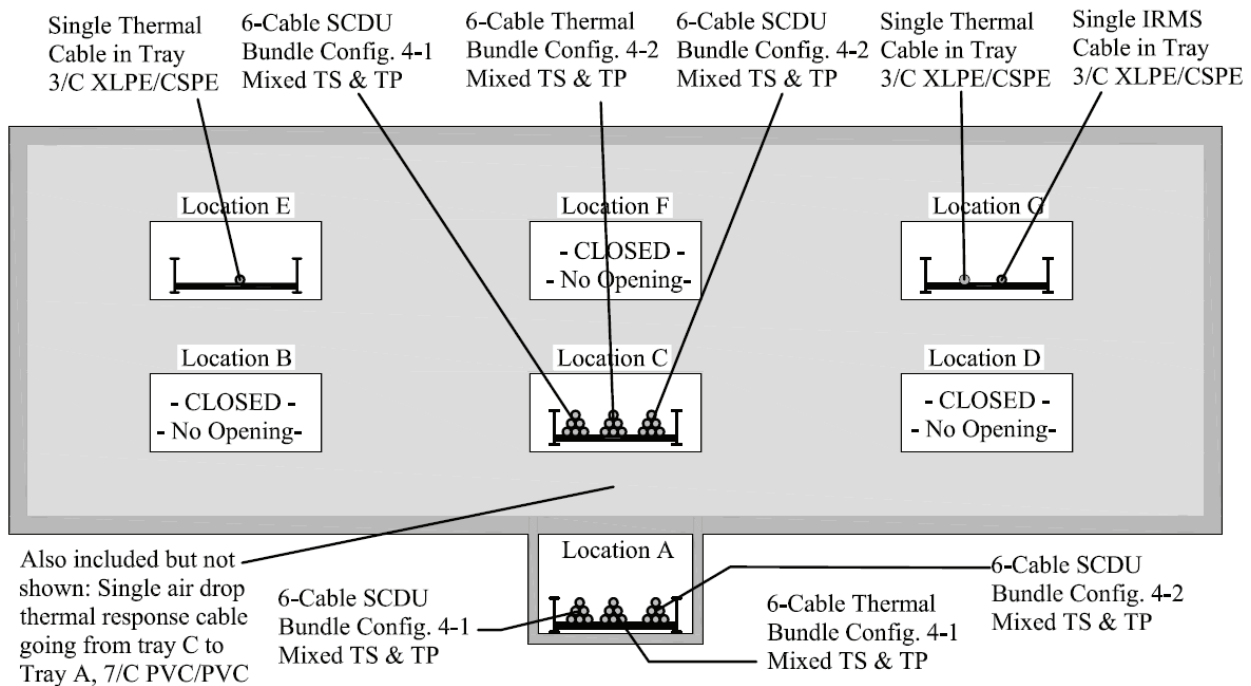 Single Thermal
Cable in Tray
3/C XLPE/CSPE
6-Cable SCDU
Bundle Config. 4-1
Mixed TS & TP
6-Cable Thermal
Bundle Config. 4-2
Mixed TS & TP
6-Cable SCDU
Bundle Config. 4-2
Mixed TS & TP
Single Thermal
Cable in Tray
3/C XLPE/CSPE
Single IRMS
Cable in Tray
3/C XLPE/CSPE
Location E
Location F
- CLOSED -
- No Opening-
Location G
Location B
- CLOSED -
- No Opening-
Location C
Location D
- CLOSED -
- No Opening-
Also included but not
shown: Single air drop
thermal response cable
going from tray C to
Tray A, 7/C PVC/PVC
6-Cable SCDU
Bundle Config. 4-1
Mixed TS & TP
Location A
6-Cable Thermal
Bundle Config. 4-1
Mixed TS & TP
6-Cable SCDU
Bundle Config. 4-2
Mixed TS & TP